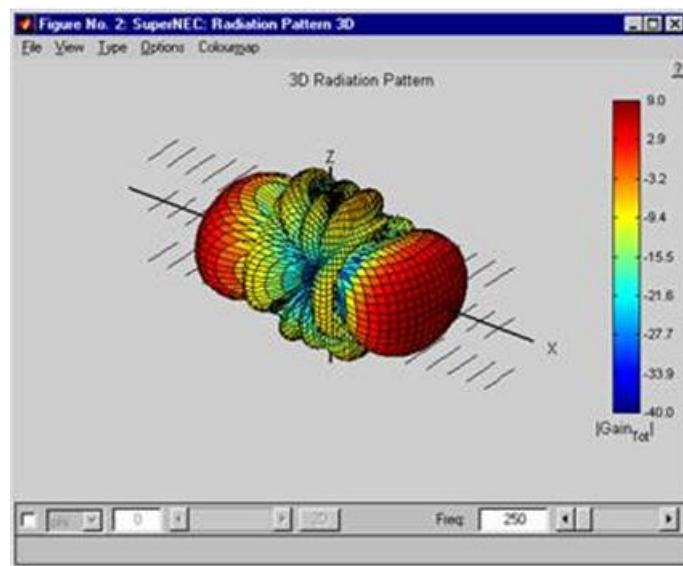 Figure No. 2: SuperNEC: Radiation Pattern 3D
File View Type Options Colourmap
?
3D Radiation Pattern
Z
X
9.0
2.9
-3.2
-9.4
-15.5
-21.6
-27.7
-33.9
-40.0
|Gain_Tot|
0
2D
Freq: 250